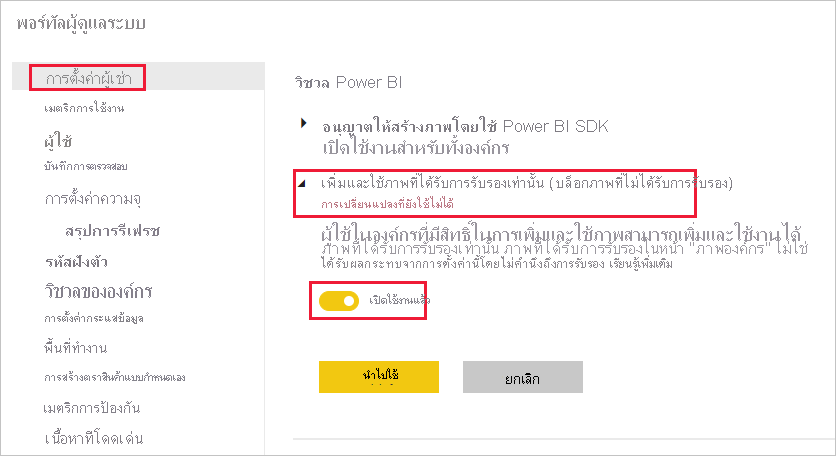 พอร์ทัลผู้ดูแลระบบ
การตั้งค่าผู้เช่า
เมตริกการใช้งาน
ผู้ใช้
บันทึกการตรวจสอบ
การตั้งค่าความจุ
สรุปการรีเฟรช
รหัสฝังตัว
วิชวลขององค์กร
การตั้งค่ากระแสข้อมูล
พื้นที่ทำงาน
การสร้างตราสินค้าแบบกำหนดเอง
เมตริกการป้องกัน
เนื้อหาที่โดดเด่น
วิชวล Power BI
อนุญาตให้สร้างภาพโดยใช้ Power BI SDK
เปิดใช้งานสำหรับทั้งองค์กร
เพิ่มและใช้ภาพที่ได้รับการรับรองเท่านั้น (บล็อกภาพที่ไม่ได้รับการรับรอง)
การเปลี่ยนแปลงที่ยังใช้ไม่ได้
ผู้ใช้ในองค์กรที่มีสิทธิ์ในการเพิ่มและใช้ภาพสามารถเพิ่มและใช้งานได้
ภาพที่ได้รับการรับรองเท่านั้น ภาพที่ได้รับการรับรองในหน้า "ภาพองค์กร" ไม่ใช่
ได้รับผลกระทบจากการตั้งค่านี้โดยไม่คำนึงถึงการรับรอง เรียนรู้เพิ่มเติม
เปิดใช้งานแล้ว
นำไปใช้
ยกเลิก